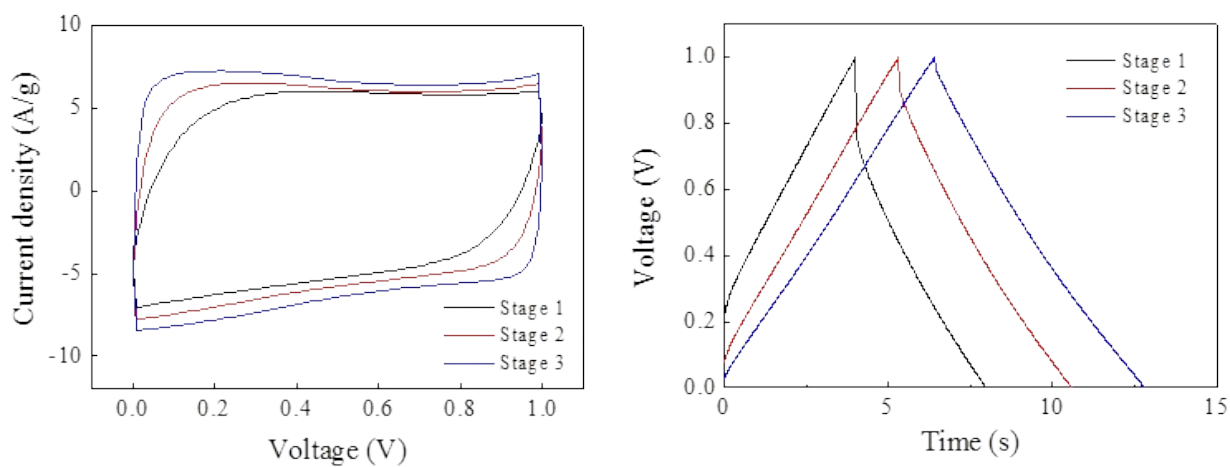 10
5
0
-5
-10
Current density (A/g)
Stage 1
Stage 2
Stage 3
0.0 0.2 0.4 0.6 0.8 1.0
Voltage (V)
1.0
0.8
0.6
0.4
0.2
0.0
Voltage (V)
Stage 1
Stage 2
Stage 3
0 5 10 15
Time (s)